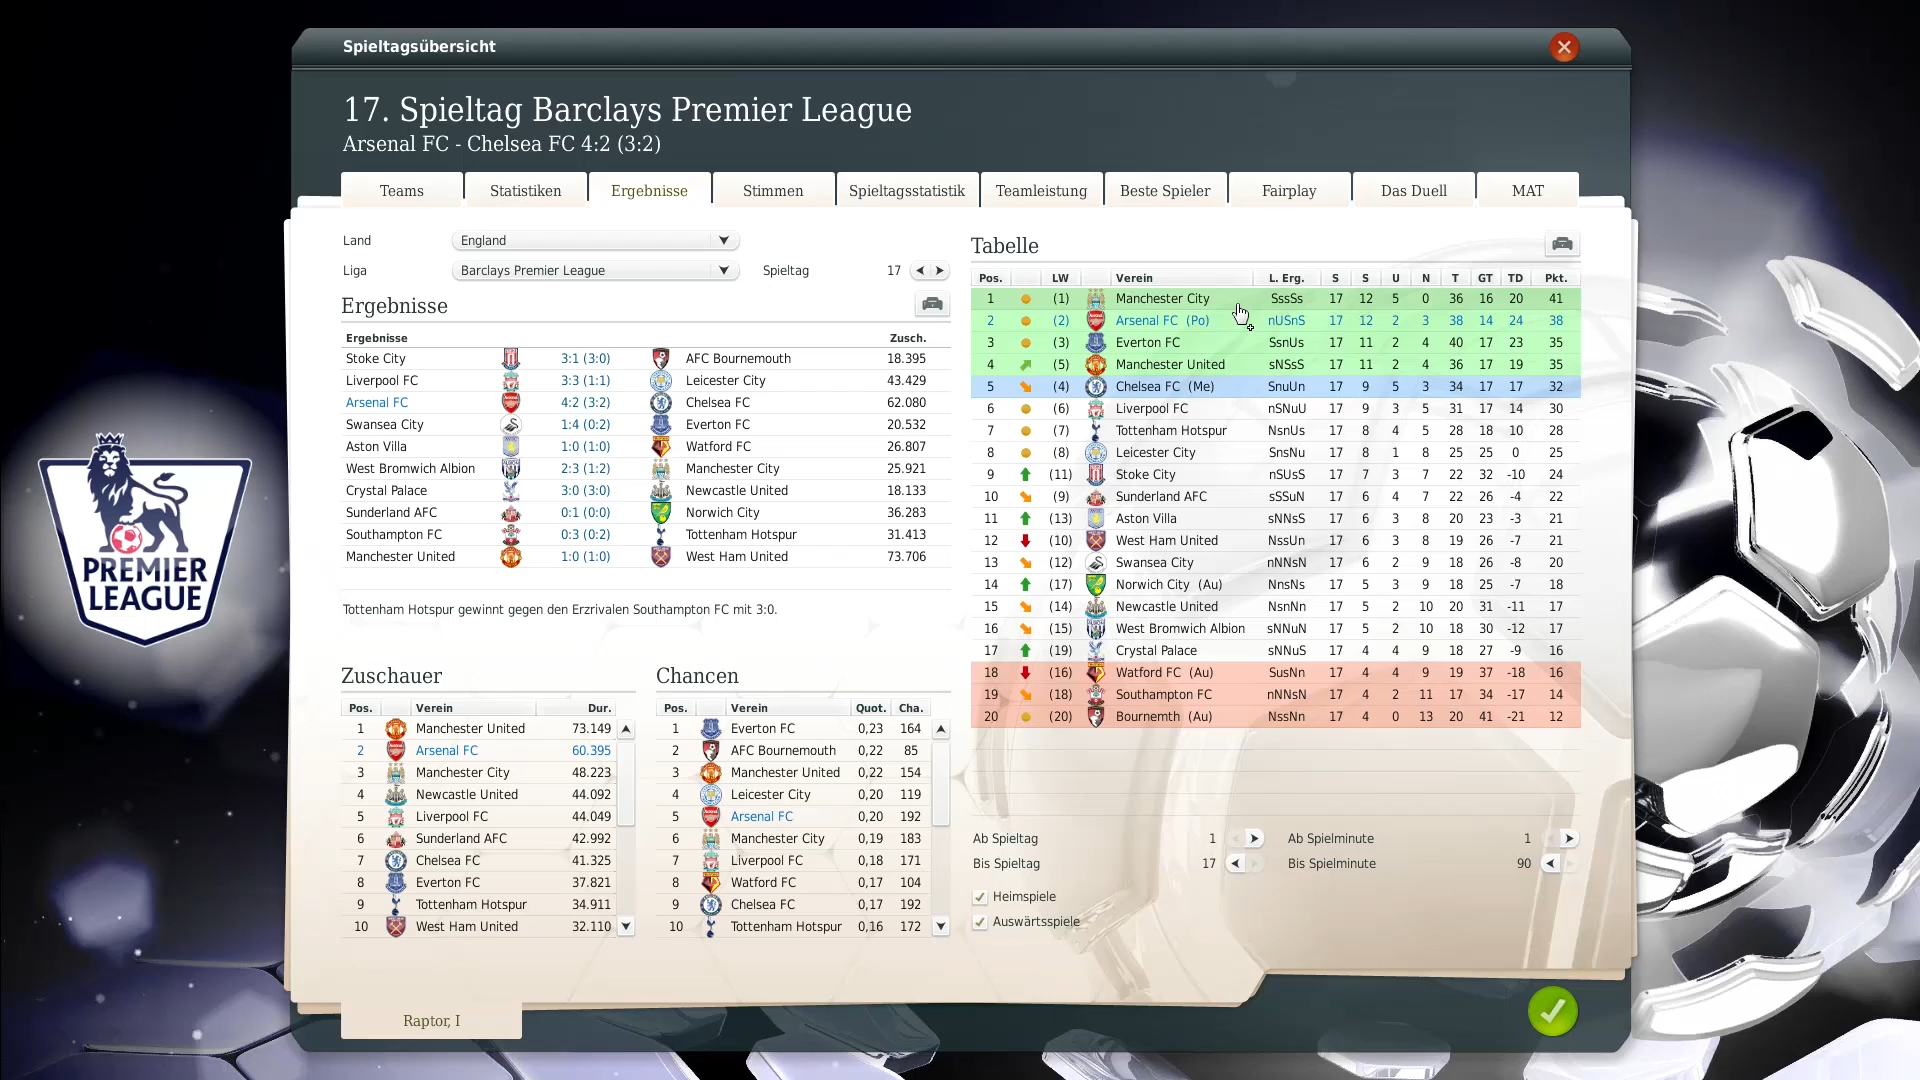 Spieltagsübersicht
17. Spieltag Barclays Premier League
Arsenal FC - Chelsea FC 4:2 (3:2)
Teams Statistiken Ergebnisse Stimmen Spieltagsstatistik Teamleistung Beste Spieler Fairplay Das Duell MAT
Land England
Liga Barclays Premier League Spieltag 17
Ergebnisse
Ergebnisse Zusch.
Stoke City 3:1 (3:0) AFC Bournemouth 18.395
Liverpool FC 3:3 (1:1) Leicester City 43.429
Arsenal FC 4:2 (3:2) Chelsea FC 62.080
Swansea City 1:4 (0:2) Everton FC 20.532
Aston Villa 1:0 (1:0) Watford FC 26.807
West Bromwich Albion 2:3 (1:2) Manchester City 25.921
Crystal Palace 3:0 (3:0) Newcastle United 18.133
Sunderland AFC 0:1 (0:0) Norwich City 36.283
Southampton FC 0:3 (0:2) Tottenham Hotspur 31.413
Manchester United 1:0 (1:0) West Ham United 73.706
Tottenham Hotspur gewinnt gegen den Erzrivalen Southampton FC mit 3:0.
Zuschauer
Pos. Verein Dur.
1 Manchester United 73.149
2 Arsenal FC 60.395
3 Manchester City 48.223
4 Newcastle United 44.092
5 Liverpool FC 44.049
6 Sunderland AFC 42.992
7 Chelsea FC 41.325
8 Everton FC 37.821
9 Tottenham Hotspur 34.911
10 West Ham United 32.110
Chancen
Pos. Verein Quot. Cha.
1 Everton FC 0,23 164
2 AFC Bournemouth 0,22 85
3 Manchester United 0,22 154
4 Leicester City 0,20 119
5 Arsenal FC 0,20 192
6 Manchester City 0,19 183
7 Liverpool FC 0,18 171
8 Watford FC 0,17 104
9 Chelsea FC 0,17 192
10 Tottenham Hotspur 0,16 172
Tabelle
Pos. LW Verein L. Erg. S S U N T GT TD Pkt.
1 (1) Manchester City SssSs 17 12 5 0 36 16 20 41
2 (2) Arsenal FC (Po) nUSnS 17 12 2 3 38 14 24 38
3 (3) Everton FC SsnUs 17 11 2 4 40 17 23 35
4 (5) Manchester United sNSsS 17 11 2 4 36 17 19 35
5 (4) Chelsea FC (Me) SnuUn 17 9 5 3 34 17 17 32
6 (6) Liverpool FC nSNuU 17 9 3 5 31 17 14 30
7 (7) Tottenham Hotspur NsnUs 17 8 4 5 28 18 10 28
8 (8) Leicester City SnsNu 17 8 1 8 25 25 0 25
9 (11) Stoke City nSUsS 17 7 3 7 22 32 -10 24
10 (9) Sunderland AFC sSSuN 17 6 4 7 22 26 -4 22
11 (13) Aston Villa sNNsS 17 6 3 8 20 23 -3 21
12 (10) West Ham United NssUn 17 6 3 8 19 26 -7 21
13 (12) Swansea City nNNsN 17 6 2 9 18 26 -8 20
14 (17) Norwich City (Au) NnsNs 17 5 3 9 18 25 -7 18
15 (14) Newcastle United NsnNn 17 5 2 10 20 31 -11 17
16 (15) West Bromwich Albion sNNuN 17 5 2 10 18 30 -12 17
17 (19) Crystal Palace sNNuS 17 4 4 9 18 27 -9 16
18 (16) Watford FC (Au) SusNn 17 4 4 9 19 37 -18 16
19 (18) Southampton FC nNNsN 17 4 2 11 17 34 -17 14
20 (20) Bournemth (Au) NssNn 17 4 0 13 20 41 -21 12
Ab Spieltag 1 Ab Spielminute 1
Bis Spieltag 17 Bis Spielminute 90
Heimspiele
Auswärtsspiele
Raptor, I
PREMIER
LEAGUE